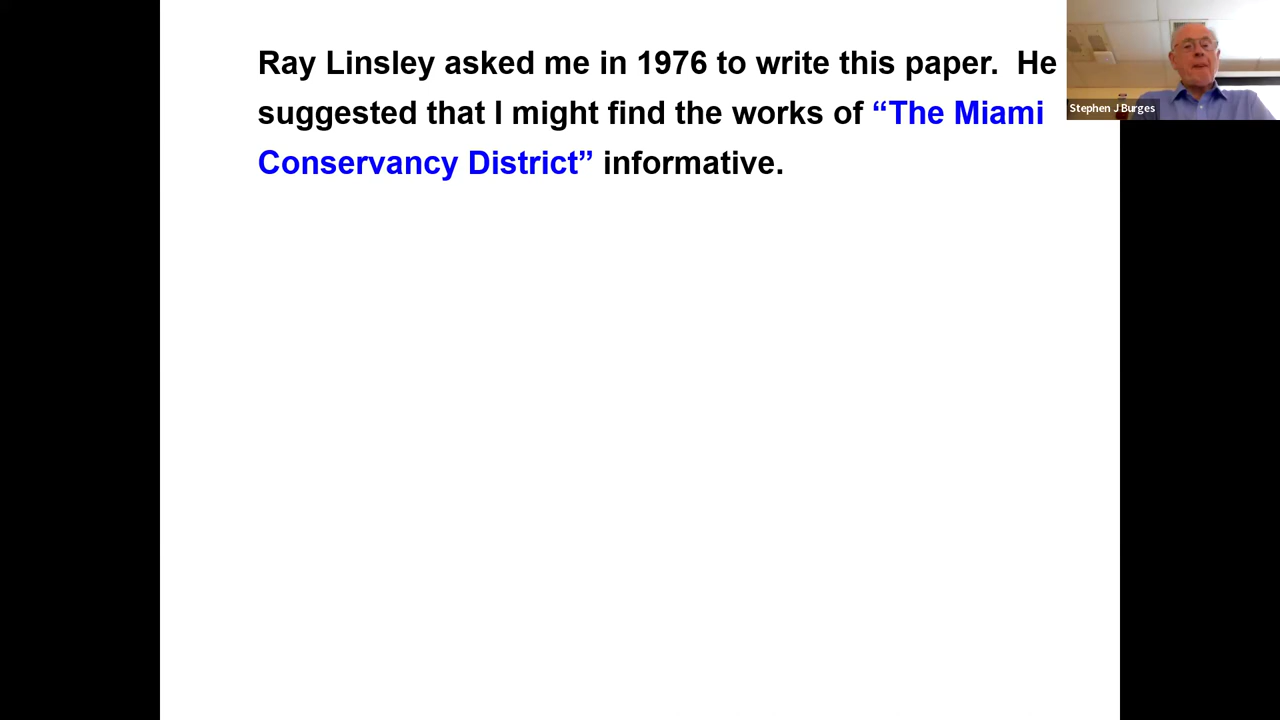 Ray Linsley asked me in 1976 to write this paper.  He
suggested that I might find the works of “The Miami
Conservancy District” informative.
Stephen J Burges